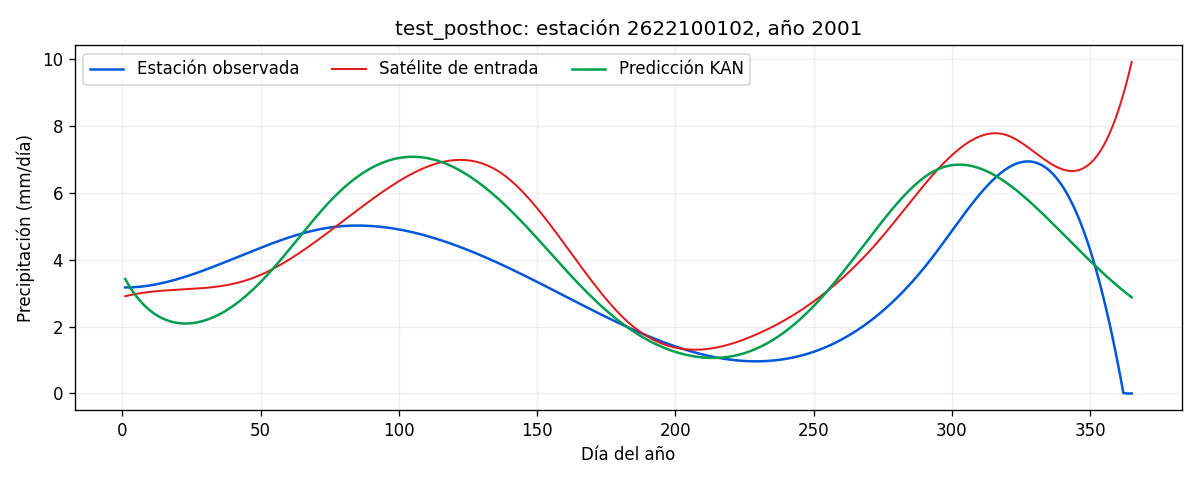 test_posthoc: estación 2622100102, año 2001
Estación observada Satélite de entrada Predicción KAN
Precipitación (mm/día)
10
8
6
4
2
0
0 50 100 150 200 250 300 350
Día del año